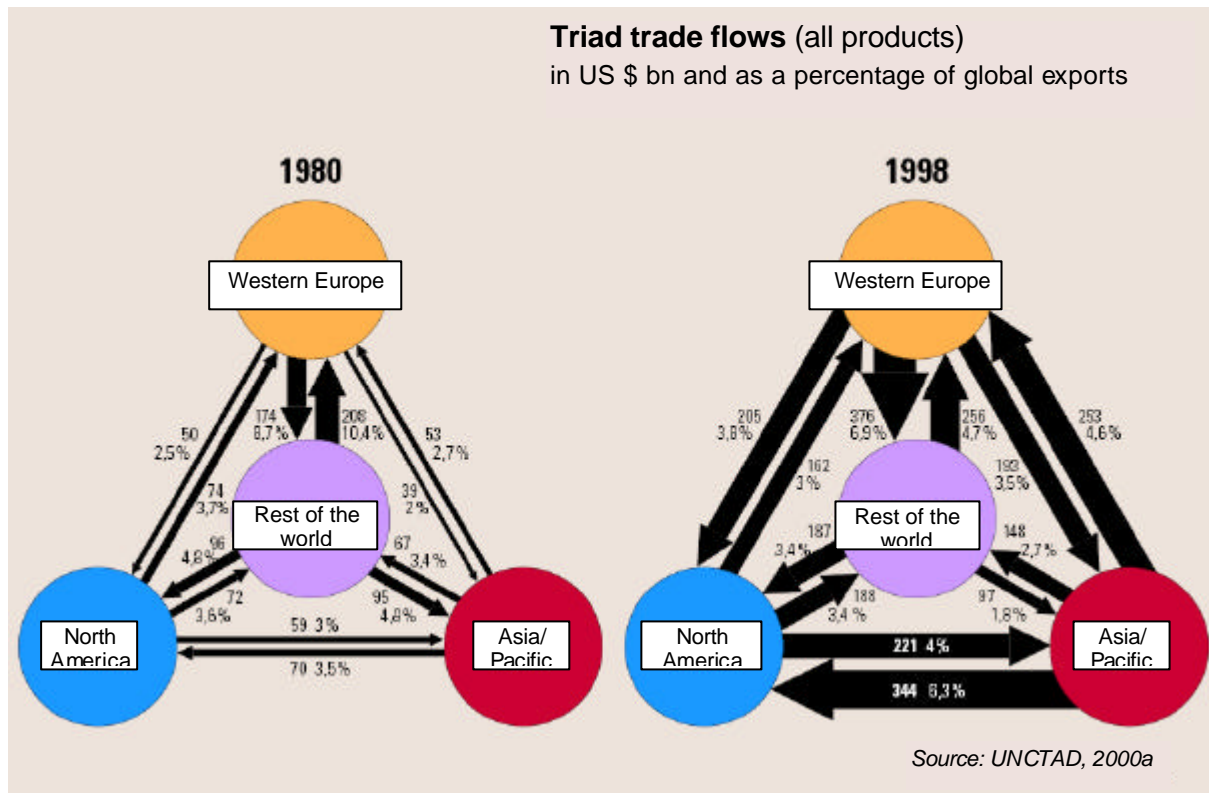 Triad trade flows (all products)
in US $ bn and as a percentage of global exports
1980
Western Europe
50
2,5%
174
8,7%
208
10,4%
53
2,7%
74
3,7%
39
2%
Rest of the
world
96
4,8%
67
3,4%
72
3,6%
95
4,8%
North
America
59 3%
70 3,5%
Asia/
Pacific
1998
Western Europe
205
3,8%
376
6,9%
256
4,7%
253
4,6%
162
3%
193
3,5%
Rest of the
world
187
3,4%
148
2,7%
188
3,4%
97
1,8%
North
America
221 4%
344 6,3%
Asia/
Pacific
Source: UNCTAD, 2000a